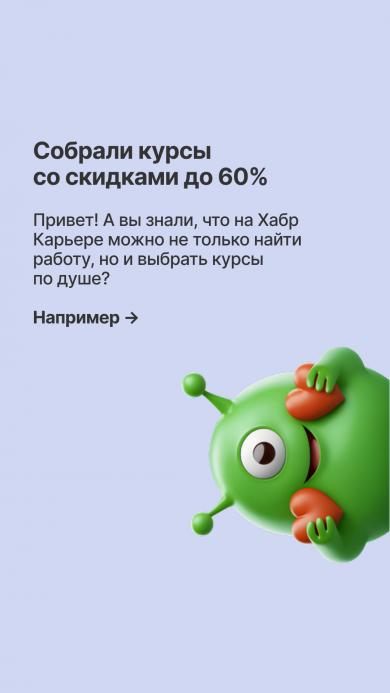 Собрали курсы
со скидками до 60%
Привет! А вы знали, что на Хабр
Карьере можно не только найти
работу, но и выбрать курсы
по душе?
Например →